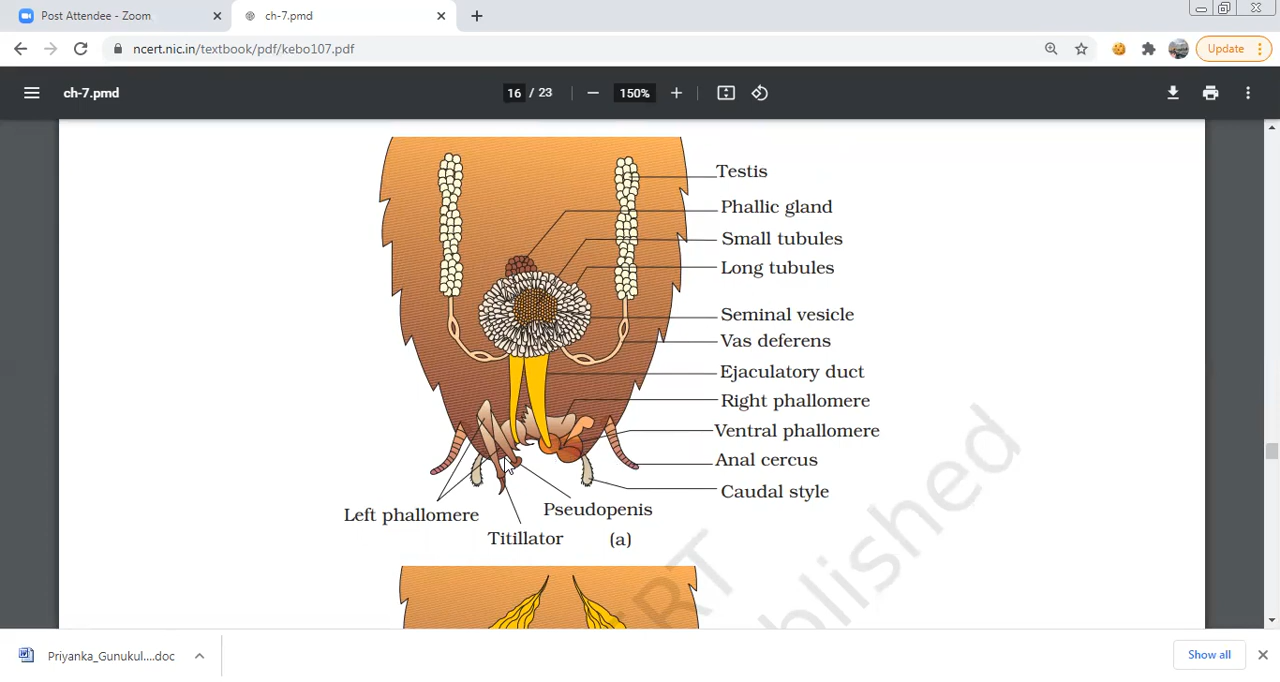 Post Attendee - Zoom
ch-7.pmd
ncert.nic.in/textbook/pdf/kebo107.pdf
Update
ch-7.pmd
16 / 23
150%
Testis
Phallic gland
Small tubules
Long tubules
Seminal vesicle
Vas deferens
Ejaculatory duct
Right phallomere
Ventral phallomere
Anal cercus
Caudal style
Left phallomere
Pseudopenis
Titillator
(a)
RT
blished
Priyanka_Gunukul....doc
Show all